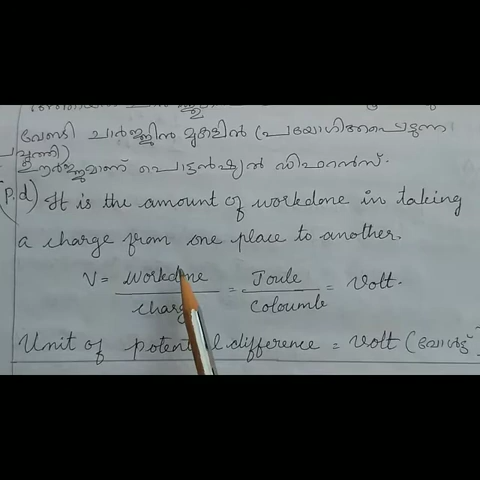 വേണ്ടി ചാർജ്ജിൻ മുകളിൻ (പ്രയോഗിക്കപ്പെടുന്ന
ഊർജ്ജമാണ് പൊട്ടൻഷ്യൽ ഡിഫറൻസ്.
P.d) It is the amount of workdone in taking
a charge from one place to another.
V = workdone / charge = Joule / Coloumb = Volt.
Unit of potential difference = volt (വോൾട്ട്)